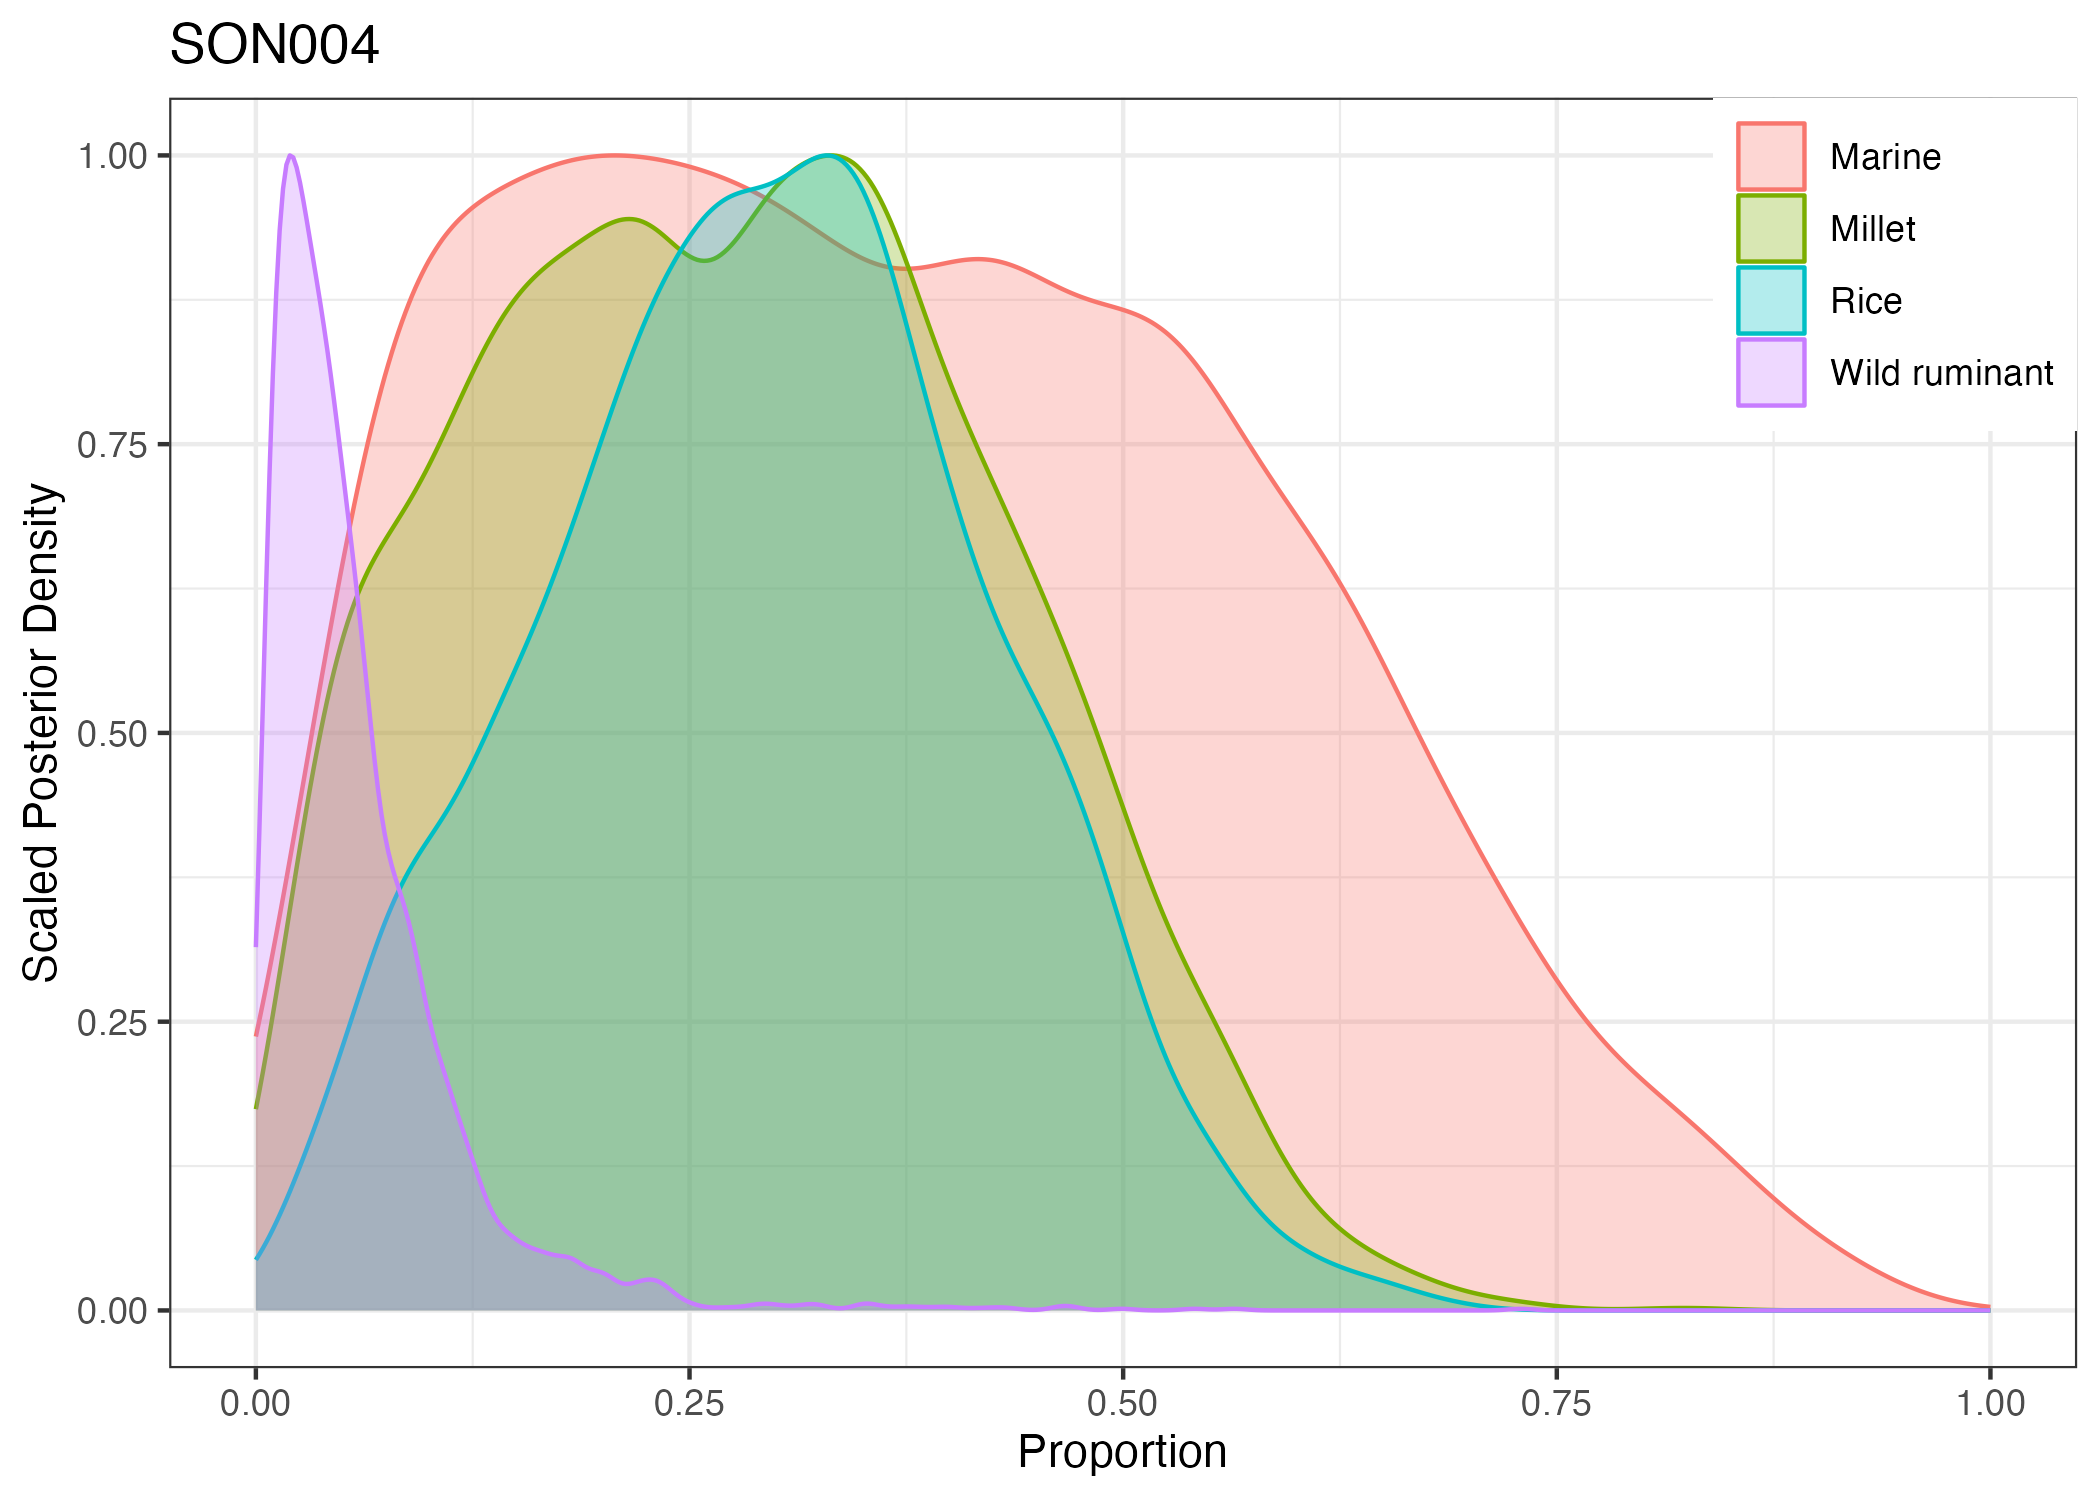 SON004
Marine
Millet
Rice
Wild ruminant
1.00
0.75
0.50
0.25
0.00
Scaled Posterior Density
0.00 0.25 0.50 0.75 1.00
Proportion